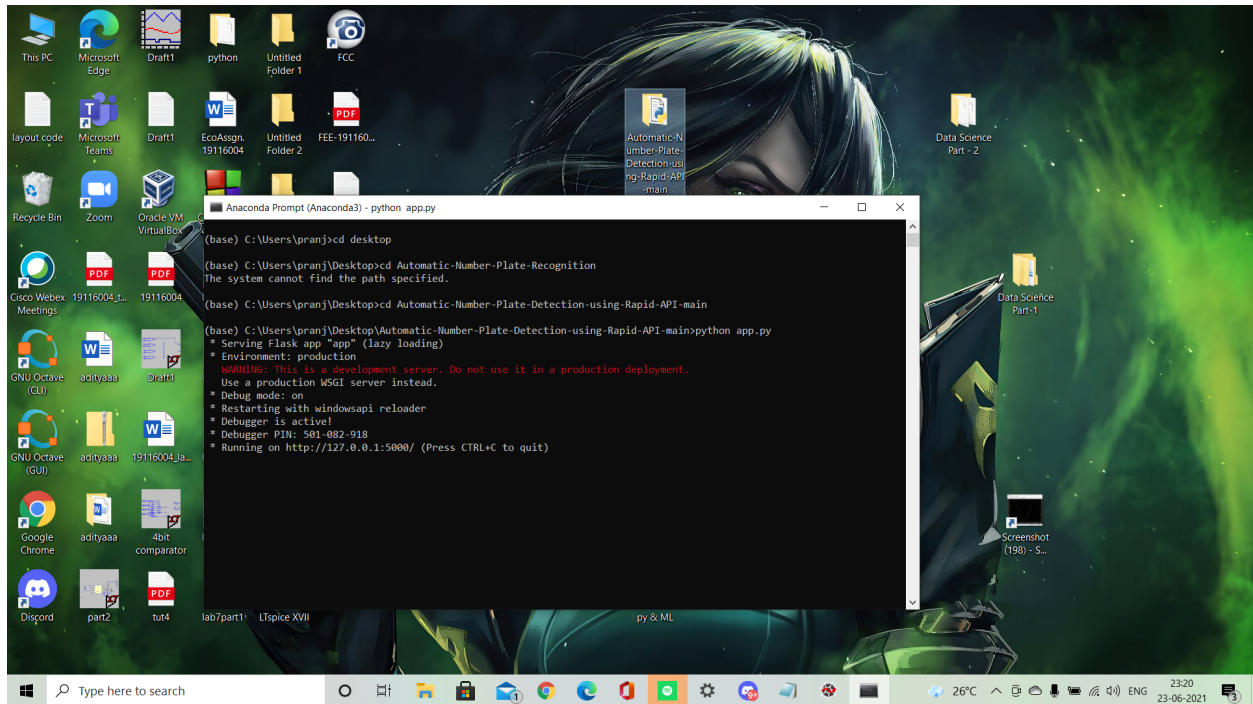 This PC
Microsoft
Edge
Draft1
python
Untitled
Folder 1
FCC
layout code
Microsoft
Teams
Draft1
EcoAssgn.
19116004
Untitled
Folder 2
PDF
FEE-191160...
Automatic-N
umber-Plate-
Detection-usi
ng-Rapid-API
-main
Data Science
Part - 2
Recycle Bin
Zoom
Oracle VM
VirtualBox
Anaconda Prompt (Anaconda3) - python  app.py
(base) C:\Users\pranj>cd desktop
(base) C:\Users\pranj\Desktop>cd Automatic-Number-Plate-Recognition
The system cannot find the path specified.
(base) C:\Users\pranj\Desktop>cd Automatic-Number-Plate-Detection-using-Rapid-API-main
(base) C:\Users\pranj\Desktop\Automatic-Number-Plate-Detection-using-Rapid-API-main>python app.py
* Serving Flask app "app" (lazy loading)
* Environment: production
WARNING: This is a development server. Do not use it in a production deployment.
Use a production WSGI server instead.
* Debug mode: on
* Restarting with windowsapi reloader
* Debugger is active!
* Debugger PIN: 501-082-918
* Running on http://127.0.0.1:5000/ (Press CTRL+C to quit)
Cisco Webex
Meetings
PDF
19116004_t...
PDF
19116004
Data Science
Part-1
GNU Octave
(CLI)
adityaaa
Draft1
GNU Octave
(GUI)
adityaaa
19116004_la...
Google
Chrome
adityaaa
4bit
comparator
Screenshot
(198) - S...
Discord
part2
PDF
tut4
lab7part1
LTspice XVII
py & ML
Type here to search
1
9+
26°C
ENG
23:20
23-06-2021
3